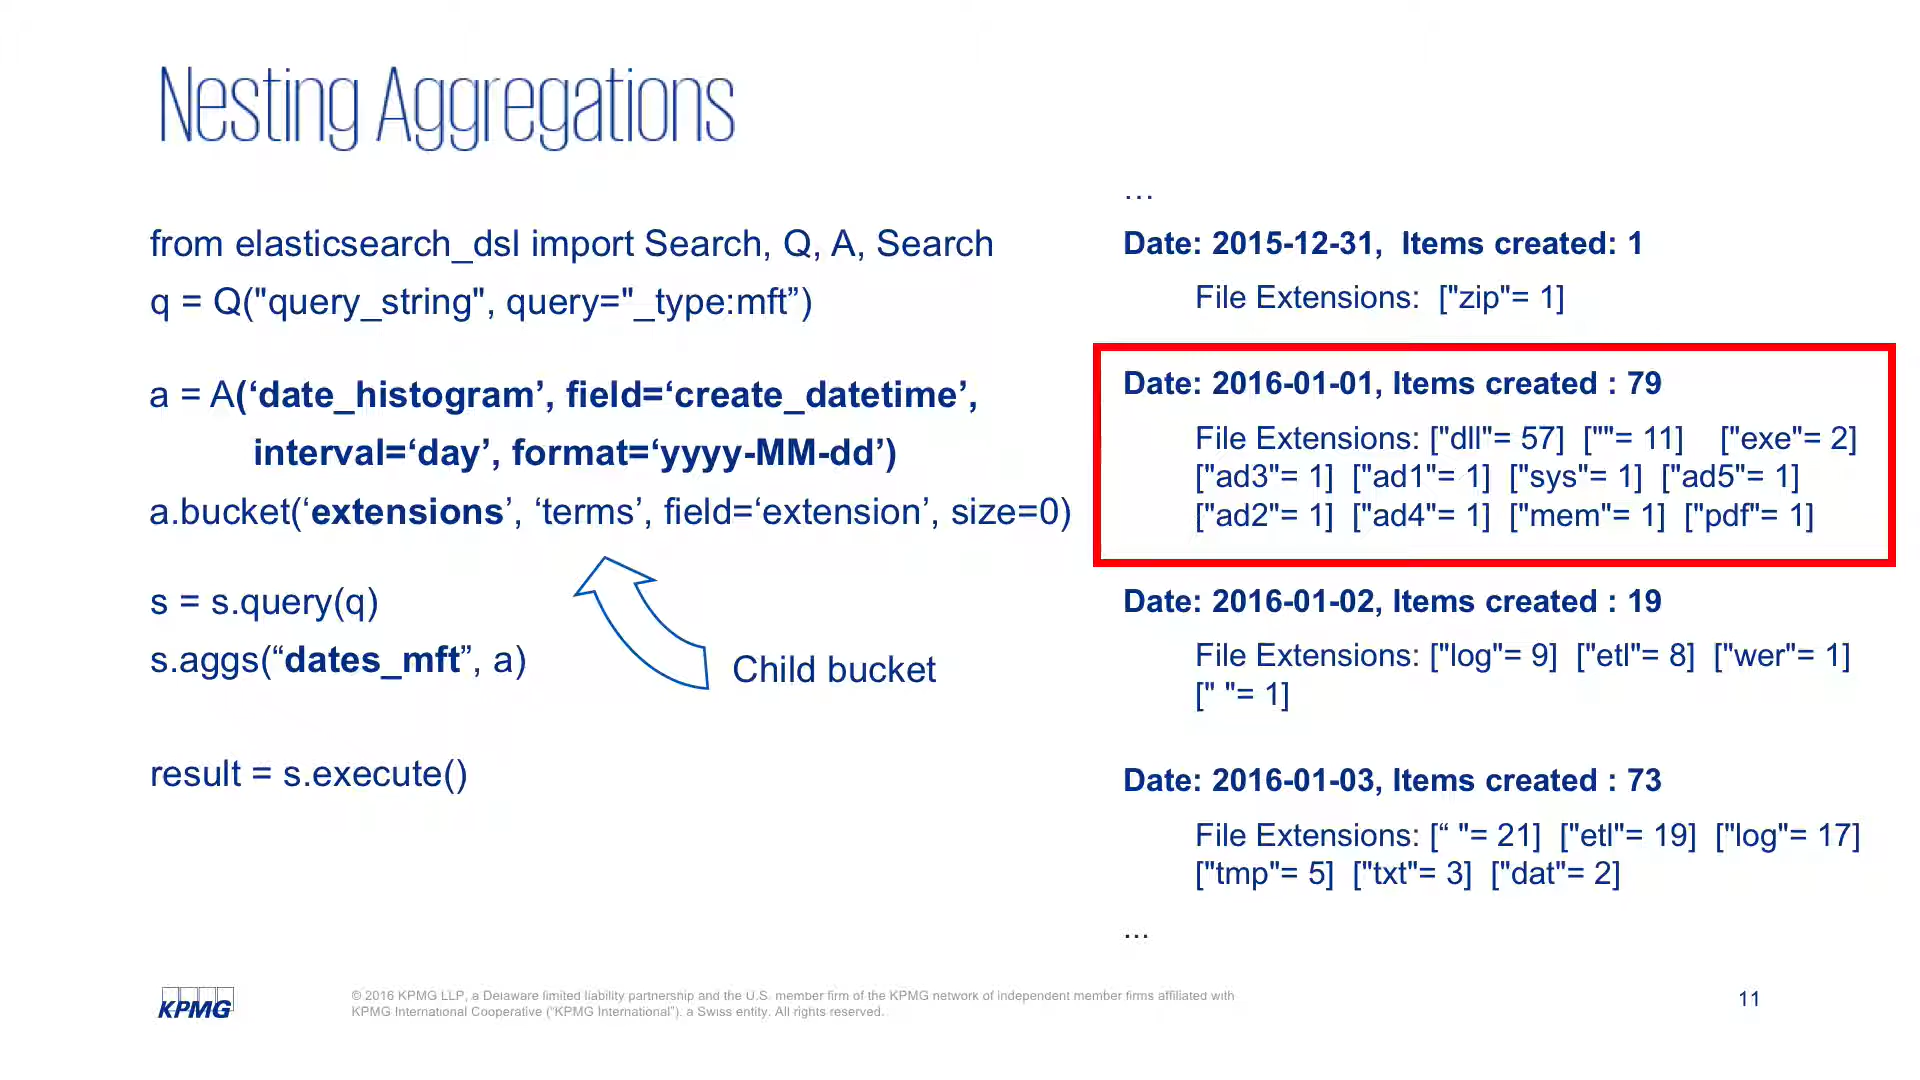 Nesting Aggregations
from elasticsearch_dsl import Search, Q, A, Search
q = Q("query_string", query="_type:mft”)
a = A(‘date_histogram’, field=‘create_datetime’,
interval=‘day’, format=‘yyyy-MM-dd’)
a.bucket(‘extensions’, ‘terms’, field=‘extension’, size=0)
s = s.query(q)
s.aggs(“dates_mft”, a)
Child bucket
result = s.execute()
…
Date: 2015-12-31,  Items created: 1
File Extensions:  ["zip"= 1]
Date: 2016-01-01, Items created : 79
File Extensions: ["dll"= 57]  [""= 11]    ["exe"= 2]
["ad3"= 1]  ["ad1"= 1]  ["sys"= 1]  ["ad5"= 1]
["ad2"= 1]  ["ad4"= 1]  ["mem"= 1]  ["pdf"= 1]
Date: 2016-01-02, Items created : 19
File Extensions: ["log"= 9]  ["etl"= 8]  ["wer"= 1]
[" "= 1]
Date: 2016-01-03, Items created : 73
File Extensions: [“ "= 21]  ["etl"= 19]  ["log"= 17]
["tmp"= 5]  ["txt"= 3]  ["dat"= 2]
...
KPMG
© 2016 KPMG LLP, a Delaware limited liability partnership and the U.S. member firm of the KPMG network of independent member firms affiliated with
KPMG International Cooperative (“KPMG International”), a Swiss entity. All rights reserved.
11